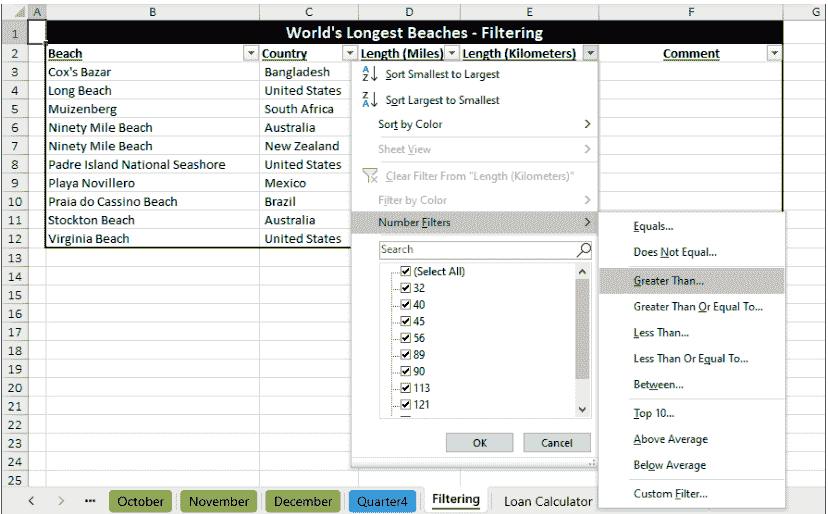 A B C D E F G
1 World's Longest Beaches - Filtering
2 Beach Country Length (Miles) Length (Kilometers) Comment
3 Cox's Bazar Bangladesh
4 Long Beach United States
5 Muizenberg South Africa
6 Ninety Mile Beach Australia
7 Ninety Mile Beach New Zealand
8 Padre Island National Seashore United States
9 Playa Novillero Mexico
10 Praia do Cassino Beach Brazil
11 Stockton Beach Australia
12 Virginia Beach United States
13
14
15
16
17
18
19
20
21
22
23
24
25
Sort Smallest to Largest
Sort Largest to Smallest
Sort by Color
Sheet View
Clear Filter From "Length (Kilometers)"
Filter by Color
Number Filters
Search
(Select All)
32
40
45
56
89
90
113
121
OK Cancel
Equals...
Does Not Equal...
Greater Than...
Greater Than Or Equal To...
Less Than...
Less Than Or Equal To...
Between...
Top 10...
Above Average
Below Average
Custom Filter...
... October November December Quarter4 Filtering Loan Calculator